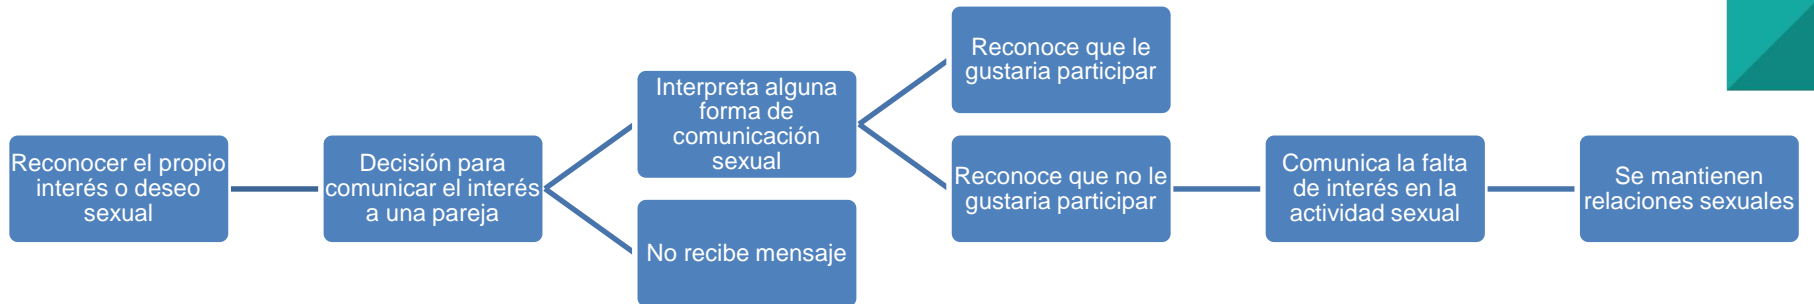 Reconocer el propio
interés o deseo
sexual
Decisión para
comunicar el interés
a una pareja
Interpreta alguna
forma de
comunicación
sexual
No recibe mensaje
Reconoce que le
gustaria participar
Reconoce que no le
gustaria participar
Comunica la falta
de interés en la
actividad sexual
Se mantienen
relaciones sexuales